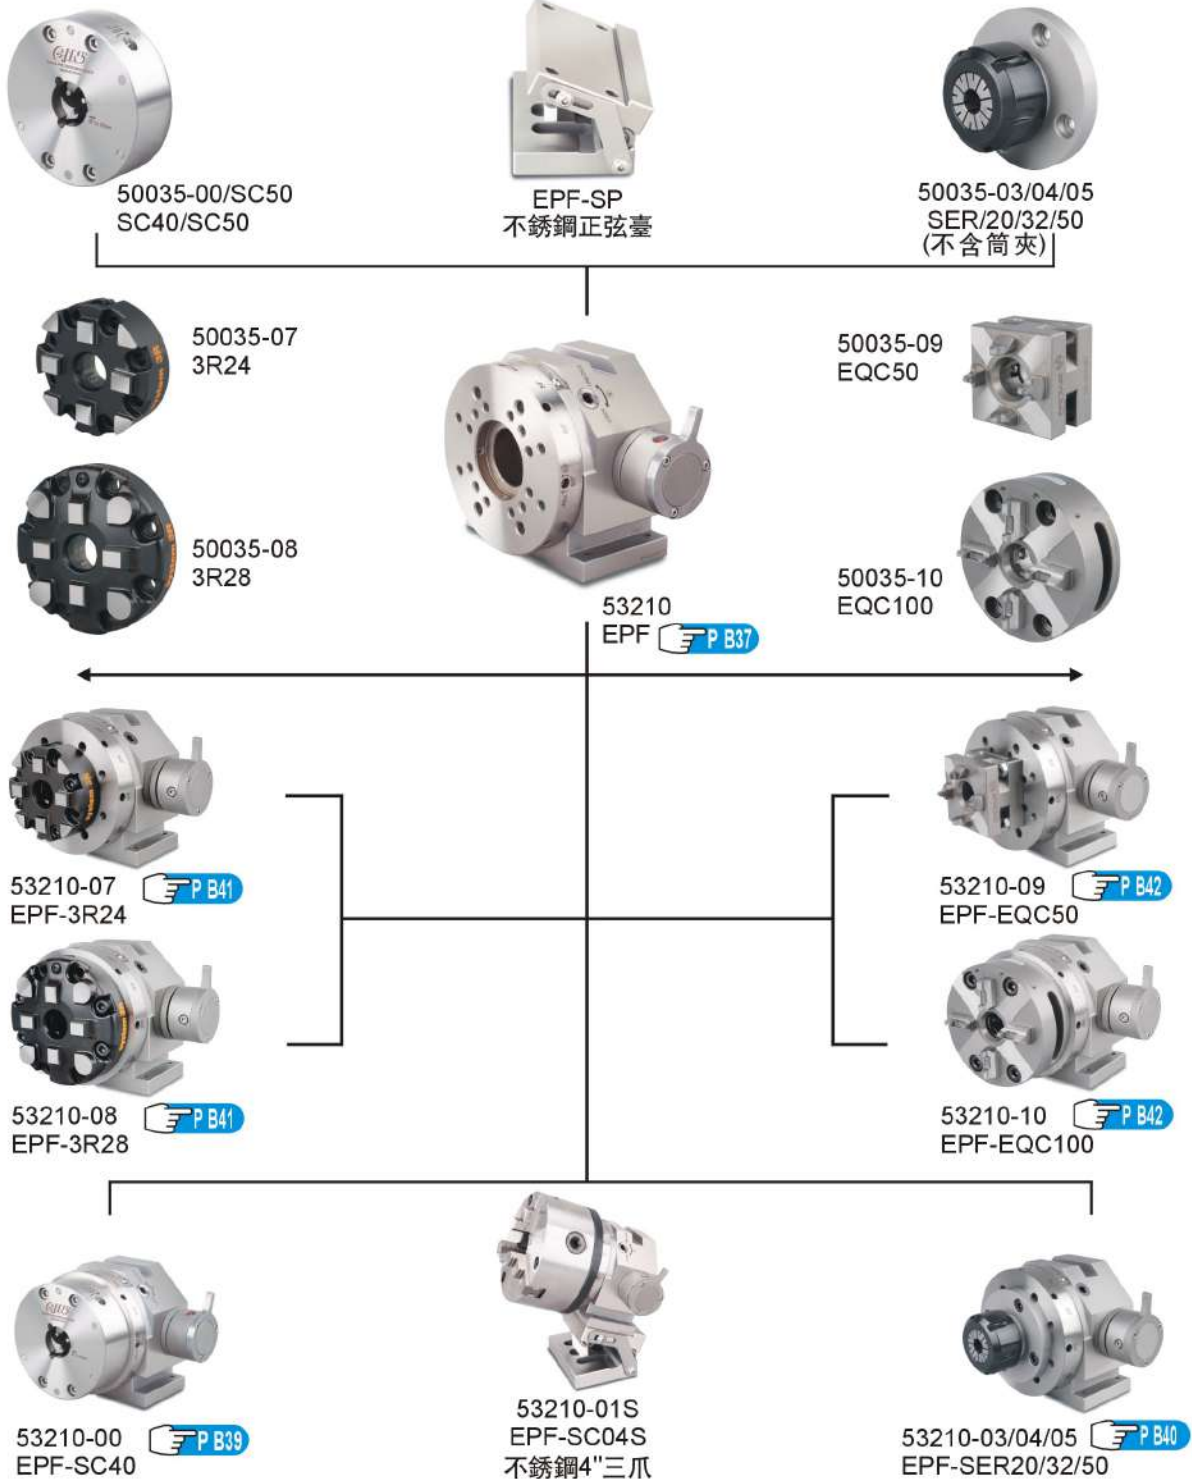 50035-00/SC50
SC40/SC50
EPF-SP
不銹鋼正弦臺
50035-03/04/05
SER/20/32/50
(不含筒夾)
50035-07
3R24
50035-09
EQC50
50035-08
3R28
50035-10
EQC100
53210
EPF P B37
53210-07 P B41
EPF-3R24
53210-09 P B42
EPF-EQC50
53210-08 P B41
EPF-3R28
53210-10 P B42
EPF-EQC100
53210-00 P B39
EPF-SC40
53210-01S
EPF-SC04S
不銹鋼4"三爪
53210-03/04/05 P B40
EPF-SER20/32/50